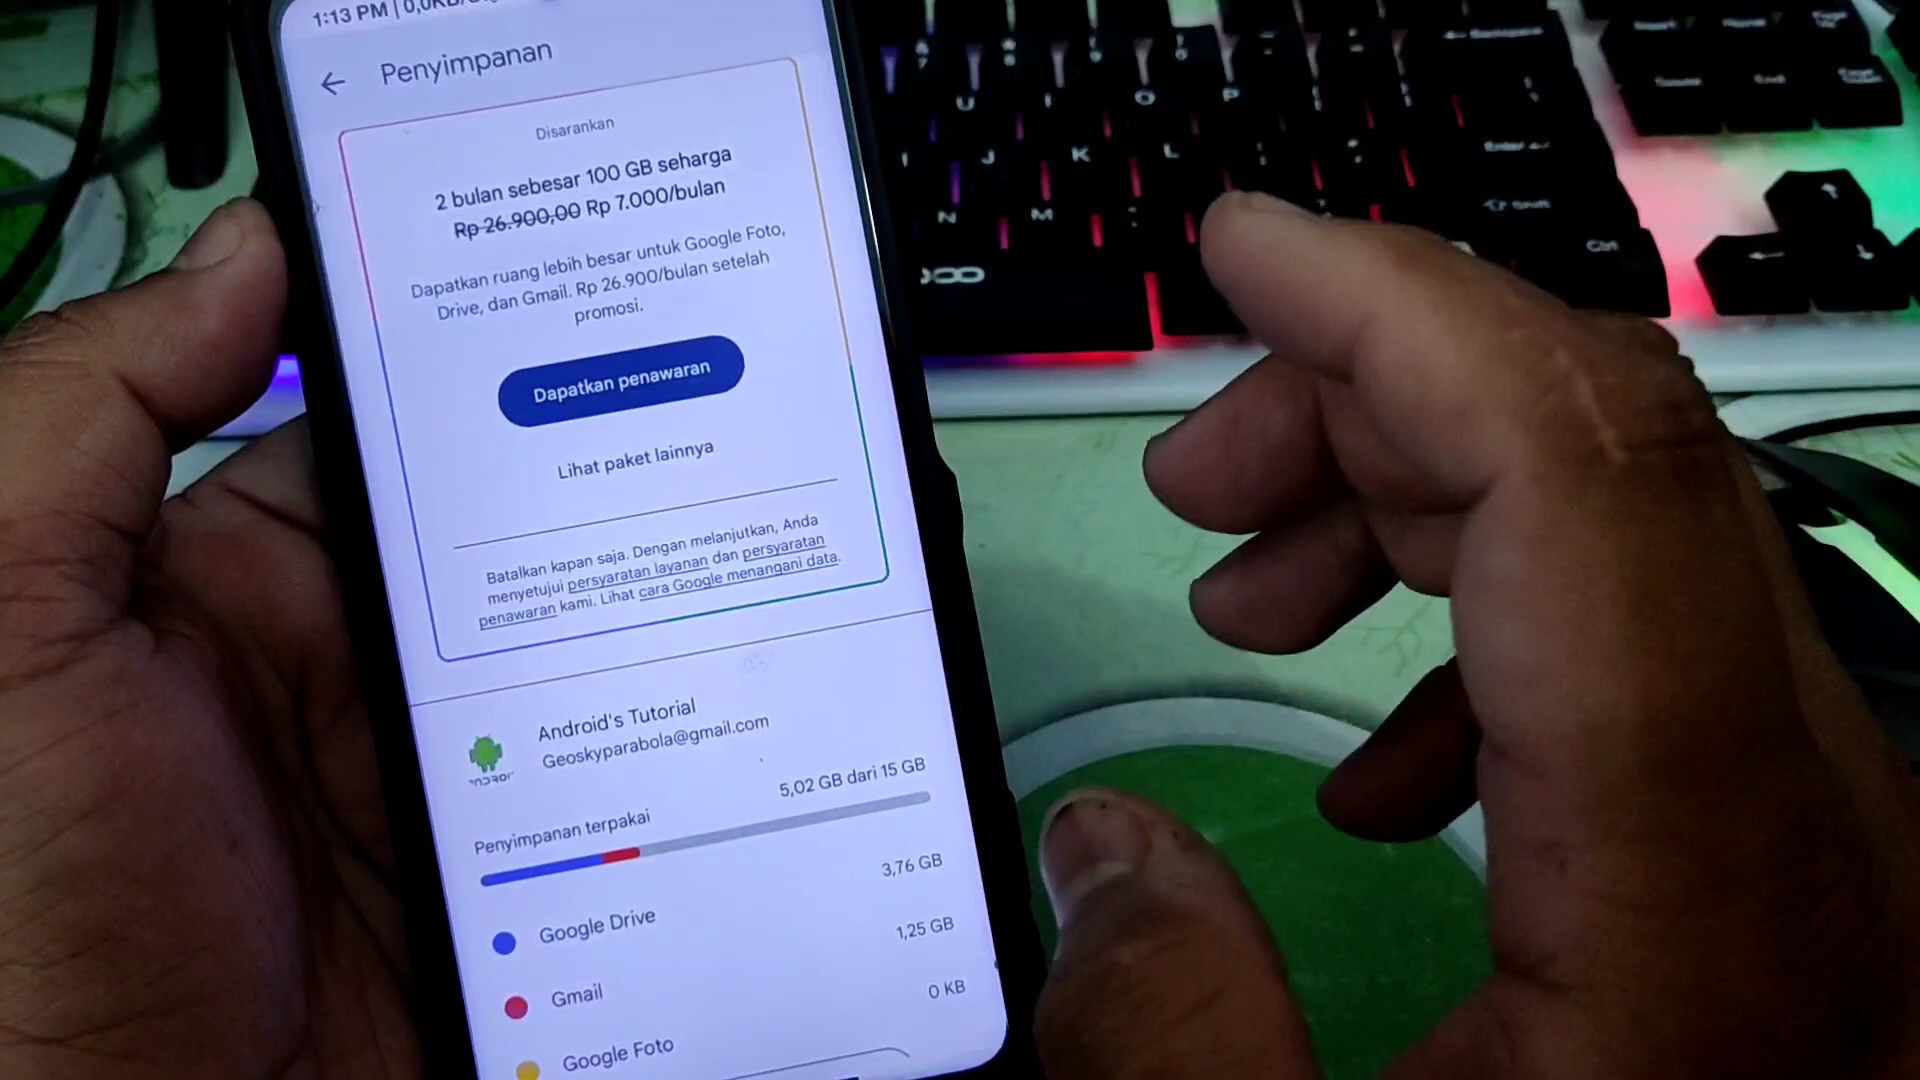 1:13 PM | 0,0KB/
Penyimpanan
Disarankan
2 bulan sebesar 100 GB seharga
Rp 26.900,00 Rp 7.000/bulan
Dapatkan ruang lebih besar untuk Google Foto,
Drive, dan Gmail. Rp 26.900/bulan setelah
promosi.
Dapatkan penawaran
Lihat paket lainnya
Batalkan kapan saja. Dengan melanjutkan, Anda
menyetujui persyaratan layanan dan persyaratan
penawaran kami. Lihat cara Google menangani data.
Android's Tutorial
Geoskyparabola@gmail.com
Penyimpanan terpakai 5,02 GB dari 15 GB
Google Drive 3,76 GB
Gmail 1,25 GB
Google Foto 0 KB
U I O P
J K L
Enter
N M
Shift
Ctrl
End